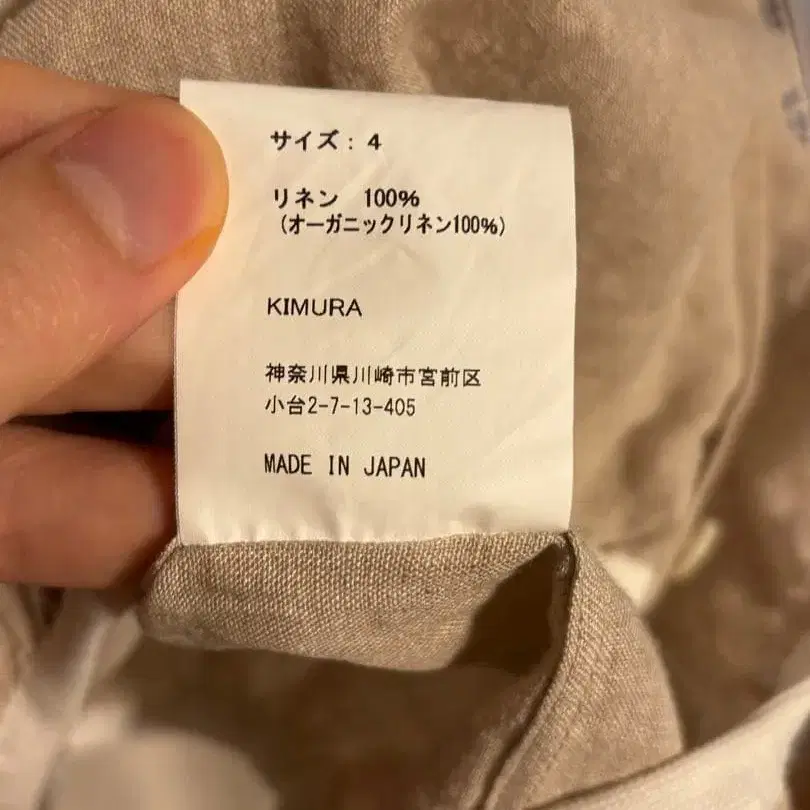 サイズ: 4
リネン 100%
(オーガニックリネン100%)
KIMURA
神奈川県川崎市宮前区
小台2-7-13-405
MADE IN JAPAN